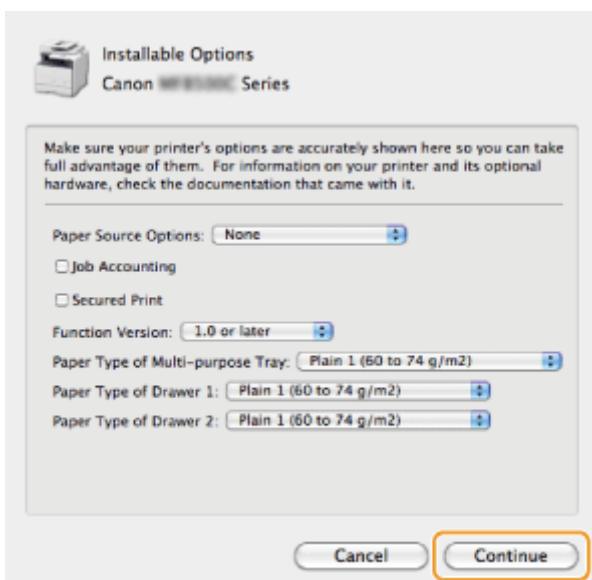 Installable Options
Canon Series
Make sure your printer's options are accurately shown here so you can take
full advantage of them. For information on your printer and its optional
hardware, check the documentation that came with it.
Paper Source Options: None
Job Accounting
Secured Print
Function Version: 1.0 or later
Paper Type of Multi-purpose Tray: Plain 1 (60 to 74 g/m2)
Paper Type of Drawer 1: Plain 1 (60 to 74 g/m2)
Paper Type of Drawer 2: Plain 1 (60 to 74 g/m2)
Cancel Continue